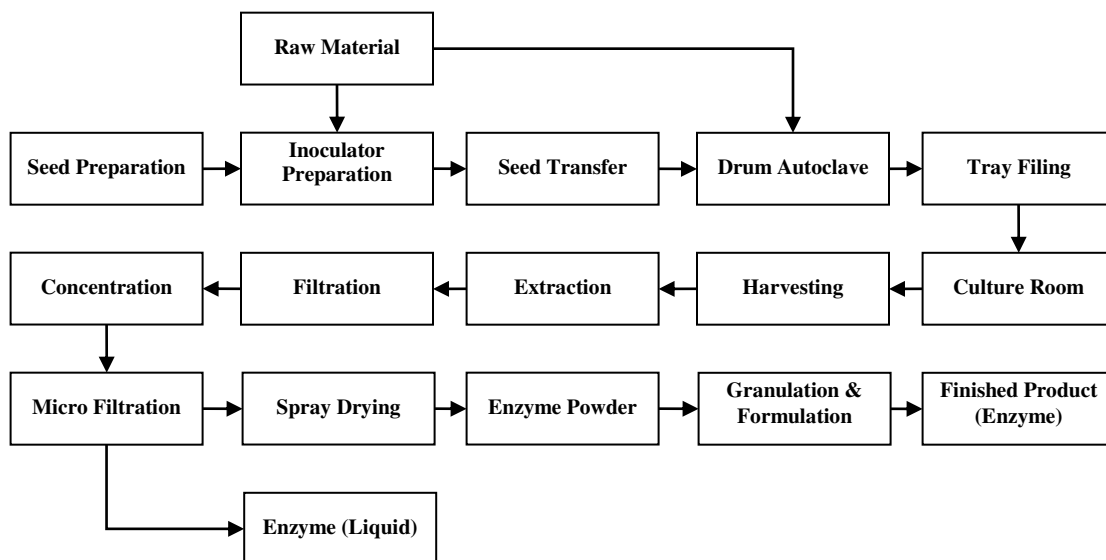 Raw Material
Seed Preparation
Inoculator
Preparation
Seed Transfer
Drum Autoclave
Tray Filing
Concentration
Filtration
Extraction
Harvesting
Culture Room
Micro Filtration
Spray Drying
Enzyme Powder
Granulation &
Formulation
Finished Product
(Enzyme)
Enzyme (Liquid)